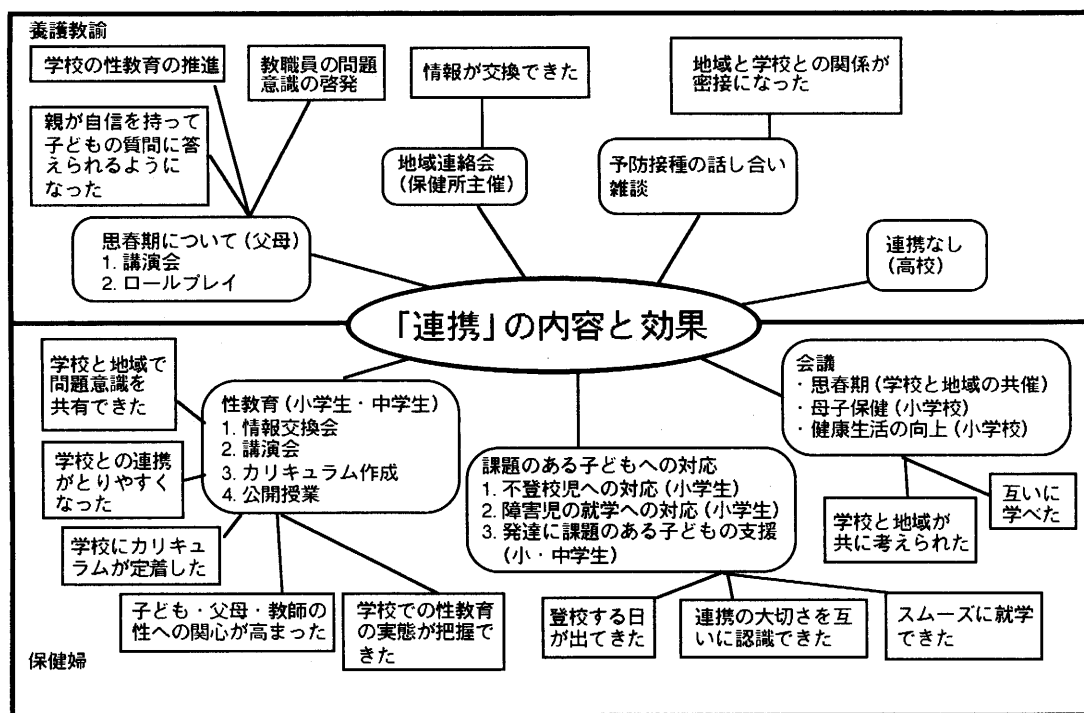 養護教諭
学校の性教育の推進
教職員の問題
意識の啓発
情報が交換できた
地域と学校との関係が
密接になった
親が自信を持って
子どもの質問に答
えられるように
なった
地域連絡会
(保健所主催)
予防接種の話し合い
雑談
思春期について(父母)
1. 講演会
2. ロールプレイ
連携なし
(高校)
「連携」の内容と効果
学校と地域で
問題意識を
共有できた
性教育(小学生・中学生)
1. 情報交換会
2. 講演会
3. カリキュラム作成
4. 公開授業
会議
・思春期(学校と地域の共催)
・母子保健(小学校)
・健康生活の向上(小学校)
学校との連携
がとりやすく
なった
課題のある子どもへの対応
1. 不登校児への対応(小学生)
2. 障害児の就学への対応(小学生)
3. 発達に課題のある子どもの支援
(小・中学生)
互いに
学べた
学校と地域が
共に考えられた
学校にカリキュ
ラムが定着した
子ども・父母・教師の
性への関心が高まった
学校での性教育
の実態が把握で
きた
登校する日
が出てきた
連携の大切さを互
いに認識できた
スムーズに就学
できた
保健婦